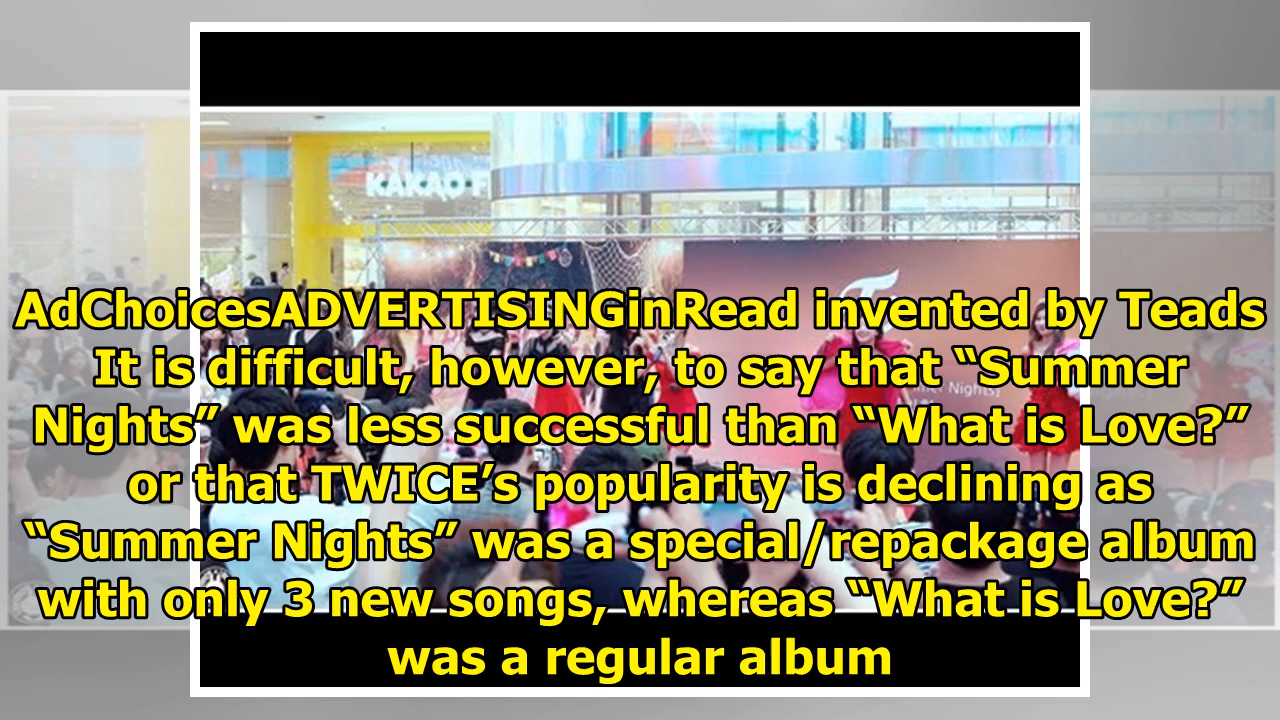 KAKAO F
AdChoicesADVERTISINGinRead invented by Teads
It is difficult, however, to say that “Summer
Nights” was less successful than “What is Love?”
or that TWICE’s popularity is declining as
“Summer Nights” was a special/repackage album
with only 3 new songs, whereas “What is Love?”
was a regular album